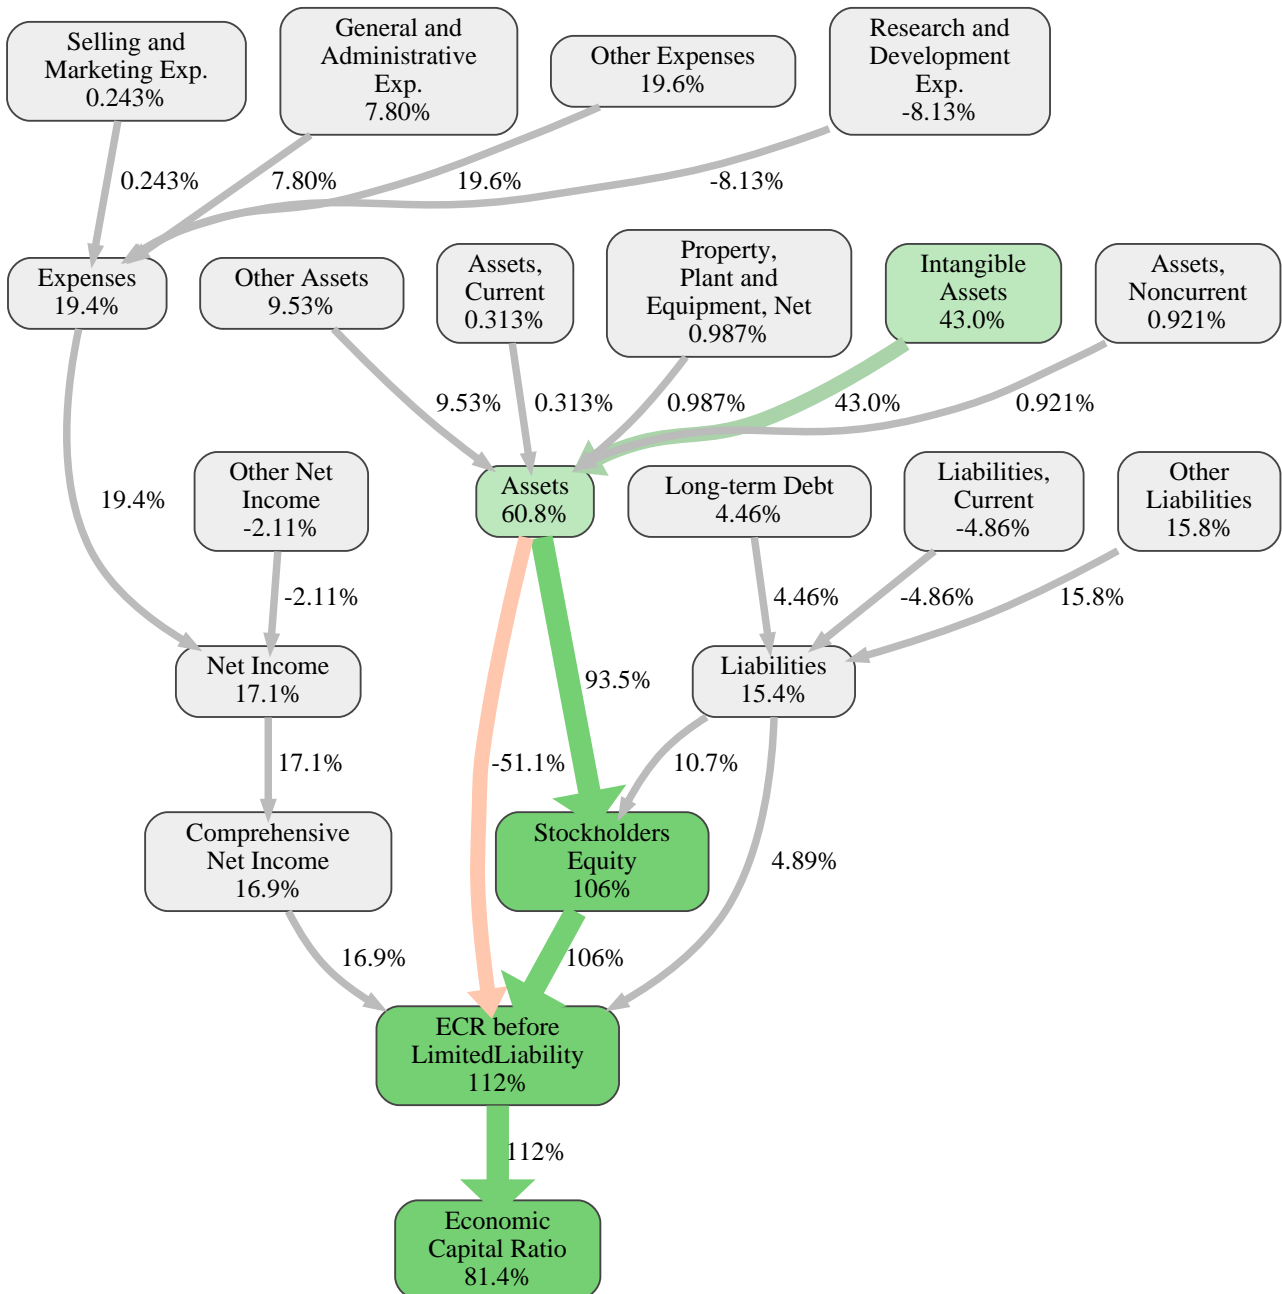 Selling and
Marketing Exp.
0.243%
General and
Administrative
Exp.
7.80%
Other Expenses
19.6%
Research and
Development
Exp.
-8.13%
0.243%
7.80%
19.6%
-8.13%
Expenses
19.4%
Other Assets
9.53%
Assets,
Current
0.313%
Property,
Plant and
Equipment, Net
0.987%
Intangible
Assets
43.0%
Assets,
Noncurrent
0.921%
9.53%
0.313%
0.987%
43.0%
0.921%
19.4%
Other Net
Income
-2.11%
Assets
60.8%
Long-term Debt
4.46%
Liabilities,
Current
-4.86%
Other
Liabilities
15.8%
-2.11%
4.46%
-4.86%
15.8%
Net Income
17.1%
93.5%
Liabilities
15.4%
17.1%
-51.1%
10.7%
Comprehensive
Net Income
16.9%
Stockholders
Equity
106%
4.89%
16.9%
106%
ECR before
LimitedLiability
112%
112%
Economic
Capital Ratio
81.4%